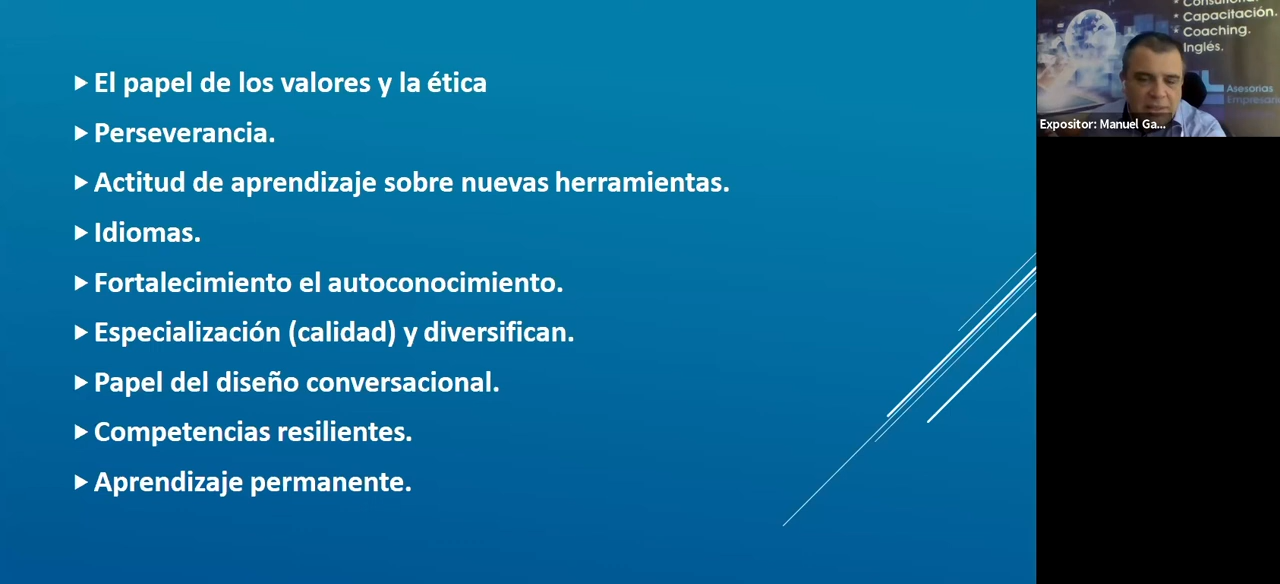 El papel de los valores y la ética
Perseverancia.
Actitud de aprendizaje sobre nuevas herramientas.
Idiomas.
Fortalecimiento el autoconocimiento.
Especialización (calidad) y diversifican.
Papel del diseño conversacional.
Competencias resilientes.
Aprendizaje permanente.
* Capacitación.
* Coaching.
Inglés.
Asesorias
Expositor: Manuel Ga...